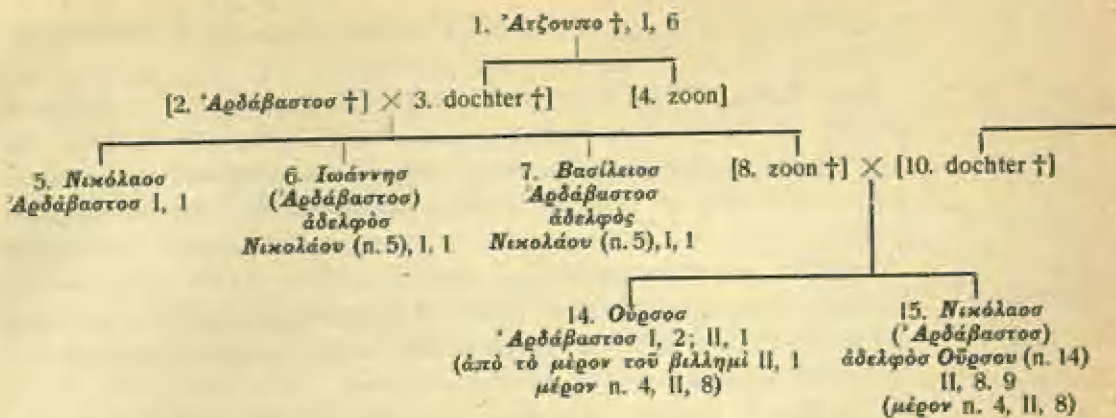 1. Ἀτζουπο †, I, 6
[2. Ἀρδάβαστοσ †] × 3. dochter †]
[4. zoon]
5. Νικόλαοσ
Ἀρδάβαστοσ I, 1
6. Ἰωάννησ
(Ἀρδάβαστοσ)
ἀδελφὸσ
Νικολάου (n. 5), I, 1
7. Βασίλειοσ
Ἀρδάβαστοσ
ἀδελφὸς
Νικολάου (n. 5), I, 1
[8. zoon †] × [10. dochter †]
14. Οὖρσοσ
Ἀρδάβαστοσ I, 2; II, 1
(ἀπὸ τὸ μέρον τοῦ βιλλημὶ II, 1
μέρον n. 4, II, 8)
15. Νικόλαοσ
(Ἀρδάβαστοσ)
ἀδελφὸσ Οὔρσου (n. 14)
II, 8. 9
(μέρον n. 4, II, 8)